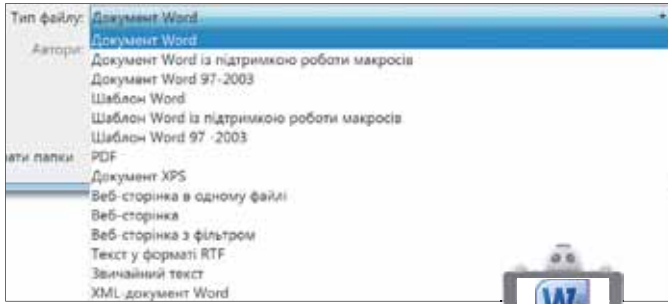 Тип файлу: Документ Word
Автори: Документ Word
Документ Word із підтримкою роботи макросів
Документ Word 97-2003
Шаблон Word
Шаблон Word із підтримкою роботи макросів
Шаблон Word 97 -2003
ати папки PDF
Документ XPS
Веб-сторінка в одному файлі
Веб-сторінка
Веб-сторінка з фільтром
Текст у форматі RTF
Звичайний текст
XML-документ Word
W